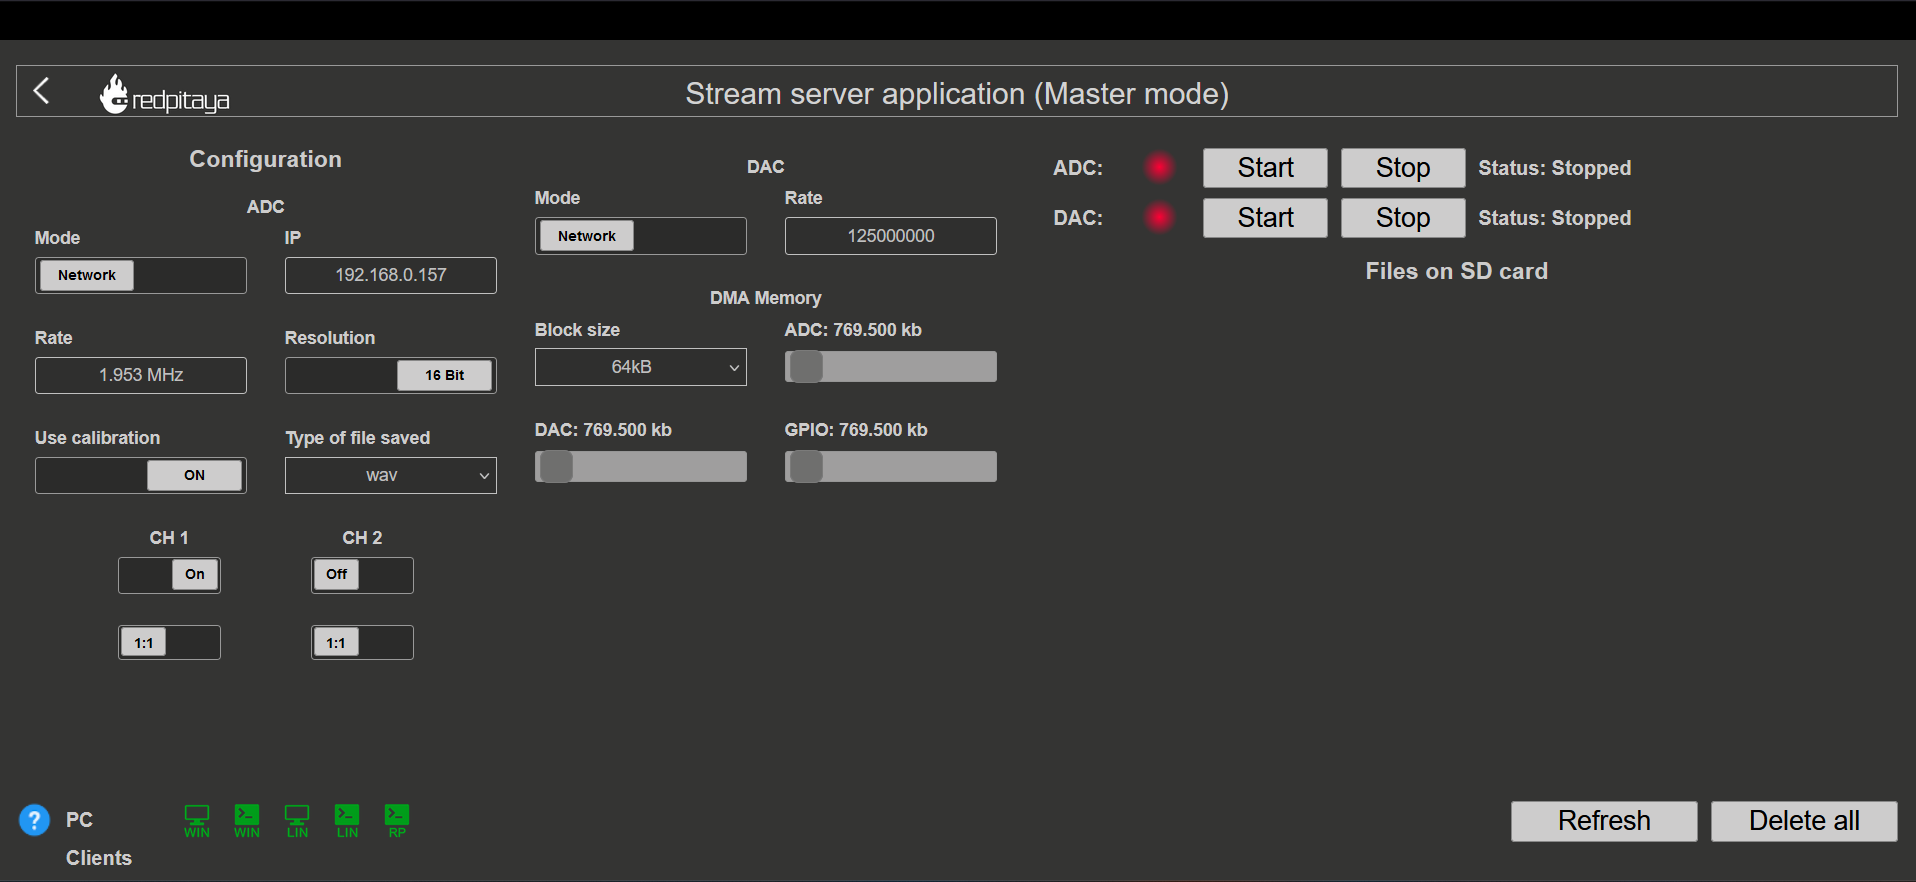 redpitaya
Stream server application (Master mode)
Configuration
ADC
Mode
IP
Network
192.168.0.157
Rate
Resolution
1.953 MHz
16 Bit
Use calibration
Type of file saved
ON
wav
CH 1
CH 2
On
Off
1:1
1:1
DAC
Mode
Rate
Network
125000000
DMA Memory
Block size
ADC: 769.500 kb
64kB
DAC: 769.500 kb
GPIO: 769.500 kb
ADC:
Start
Stop
Status: Stopped
DAC:
Start
Stop
Status: Stopped
Files on SD card
?
PC
Clients
WIN
WIN
LIN
LIN
RP
Refresh
Delete all